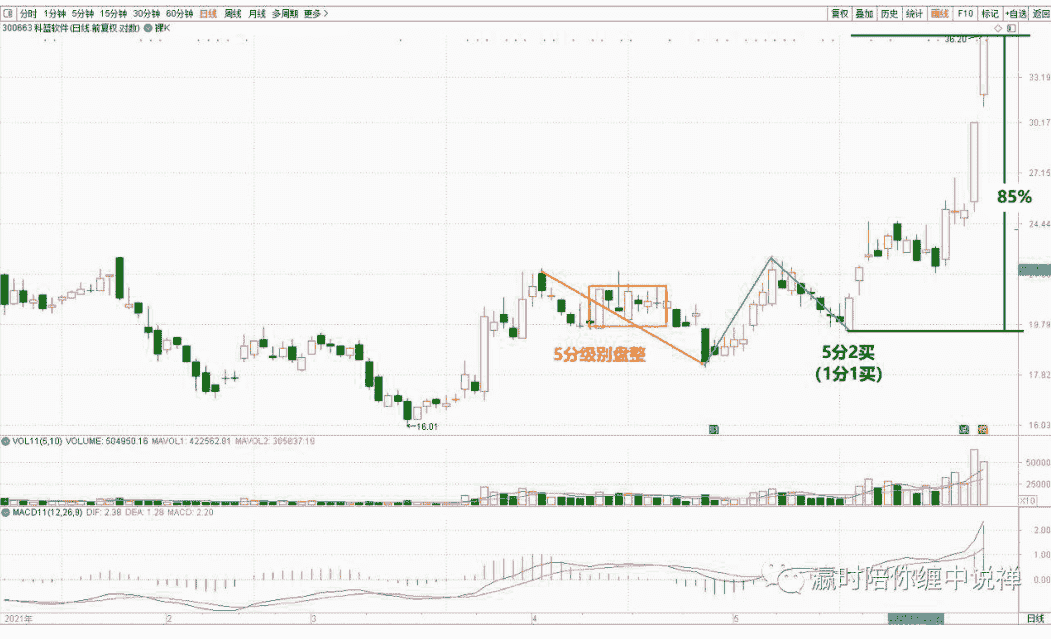 分时 1分钟 5分钟 15分钟 30分钟 60分钟 日线 周线 月线 多周期 更多>
复权 叠加 历史 统计 画线 F10 标记 +自选 返回
300663 科蓝软件(日线 前复权 对数) 裸K
36.20
33.19
30.17
27.15
85%
24.44
19.79
5分级别盘整
5分2买
(1分1买)
17.82
←16.01
16.03
VOL11(5,10) VOLUME: 504950.16 MAVOL1: 422562.81 MAVOL2: 305037.16
50000
25000
X10
MACD11(12,26,9) DIF: 2.38 DEA: 1.28 MACD: 2.20
2.00
1.00
0.00
瀛时陪你缠中说禅
2021年 2 3 4 5 日线